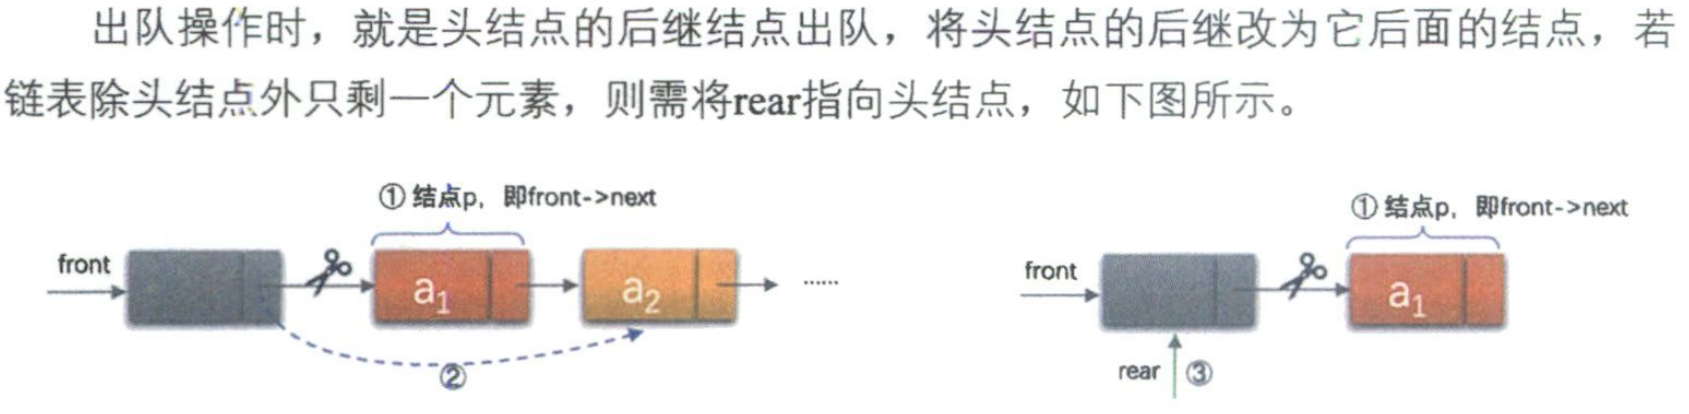 出队操作时，就是头结点的后继结点出队，将头结点的后继改为它后面的结点，若
链表除头结点外只剩一个元素，则需将rear指向头结点，如下图所示。
① 结点p，即front->next
front
a1
a2
......
②
① 结点p，即front->next
front
a1
rear
③